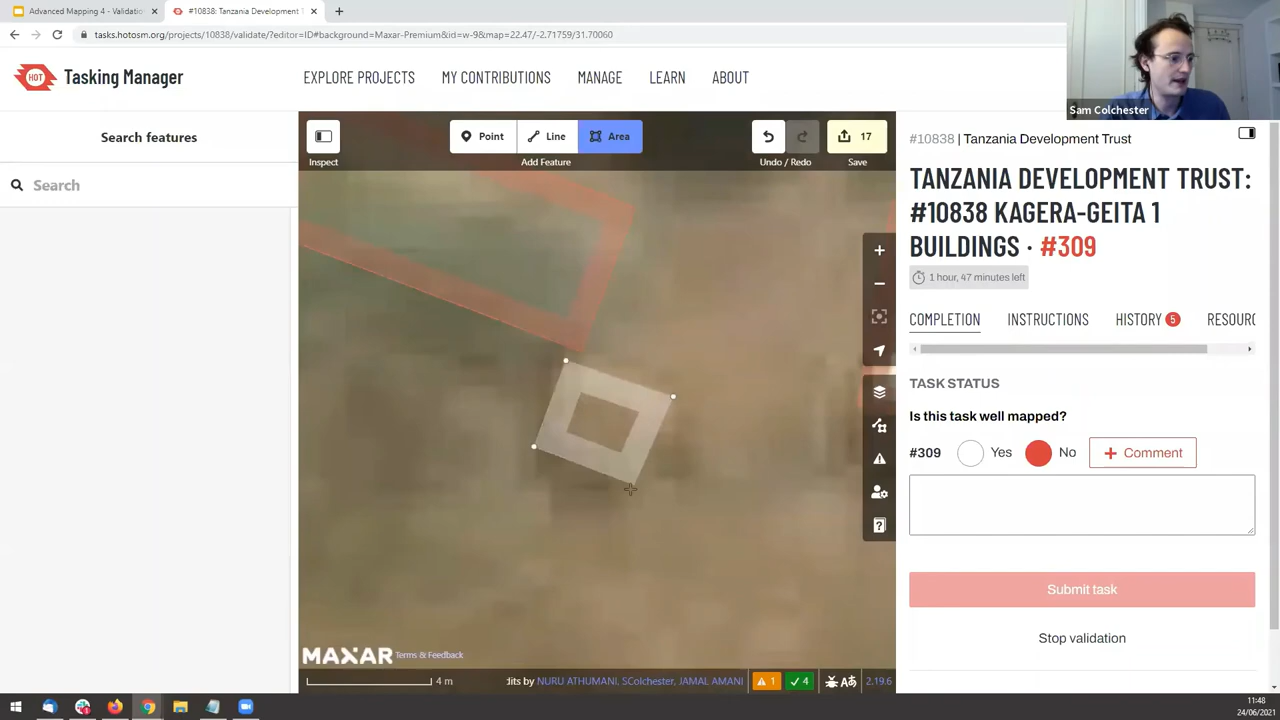 Advanced Mapping 4 - Validatio
#10838: Tanzania Development T
tasks.hotosm.org/projects/10838/validate/?editor=ID#background=Maxar-Premium&id=w-9&map=22.47/-2.71759/31.70060
HOT
Tasking Manager
EXPLORE PROJECTS
MY CONTRIBUTIONS
MANAGE
LEARN
ABOUT
Sam Colchester
Search features
Search
Point
Line
Area
17
Inspect
Add Feature
Undo / Redo
Save
#10838 | Tanzania Development Trust
TANZANIA DEVELOPMENT TRUST:
#10838 KAGERA-GEITA 1
BUILDINGS · #309
1 hour, 47 minutes left
COMPLETION
INSTRUCTIONS
HISTORY 5
RESOURC
TASK STATUS
Is this task well mapped?
#309
Yes
No
+ Comment
Submit task
Stop validation
MAXAR
Terms & Feedback
4 m
dits by NURU ATHUMANI, SColchester, JAMAL AMANI
1
4
2.19.6
11:48
24/06/2021